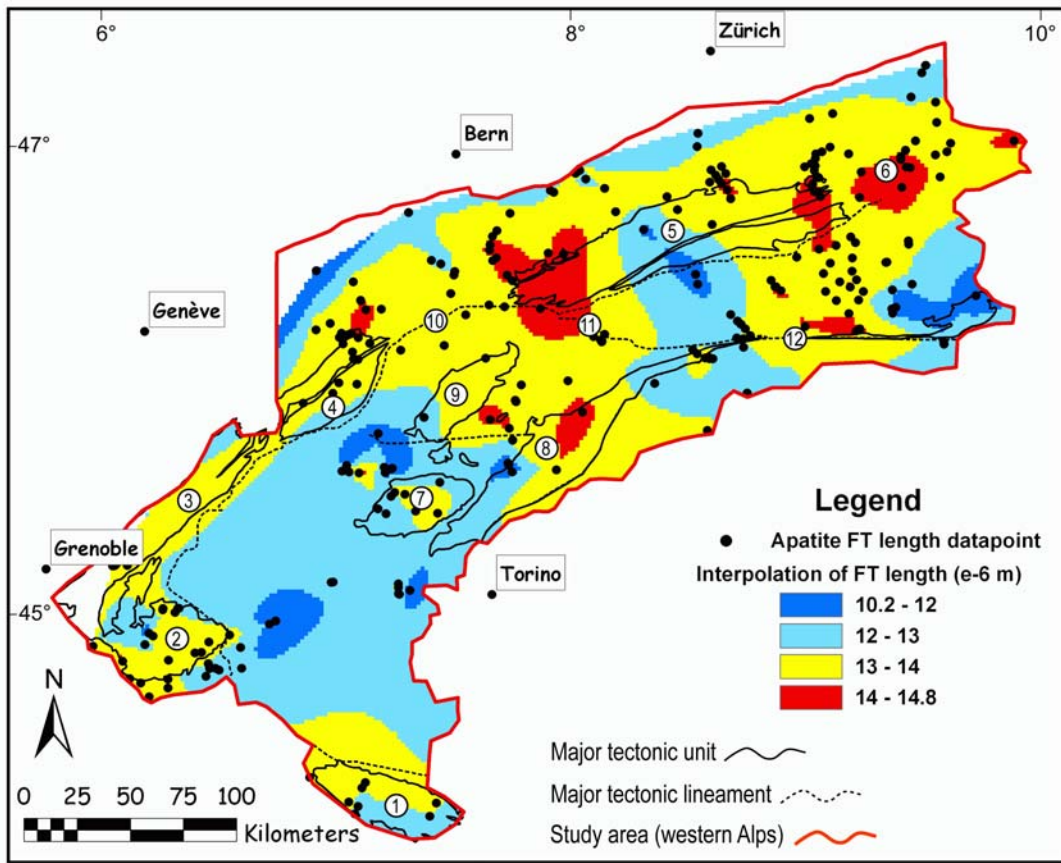 6°
8°
10°
Zürich
47°
Bern
6
5
Genève
10
11
12
9
4
8
7
3
Grenoble
Torino
45°
2
1
N
0 25 50 75 100
Kilometers
Legend
Apatite FT length datapoint
Interpolation of FT length (e-6 m)
10.2 - 12
12 - 13
13 - 14
14 - 14.8
Major tectonic unit
Major tectonic lineament
Study area (western Alps)